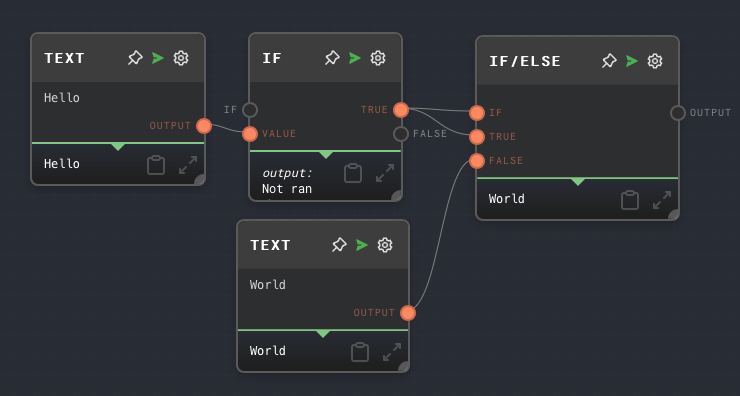 TEXT
Hello
OUTPUT
Hello
IF
IF
TRUE
VALUE
FALSE
output:
Not ran
IF/ELSE
IF
OUTPUT
TRUE
FALSE
World
TEXT
World
OUTPUT
World